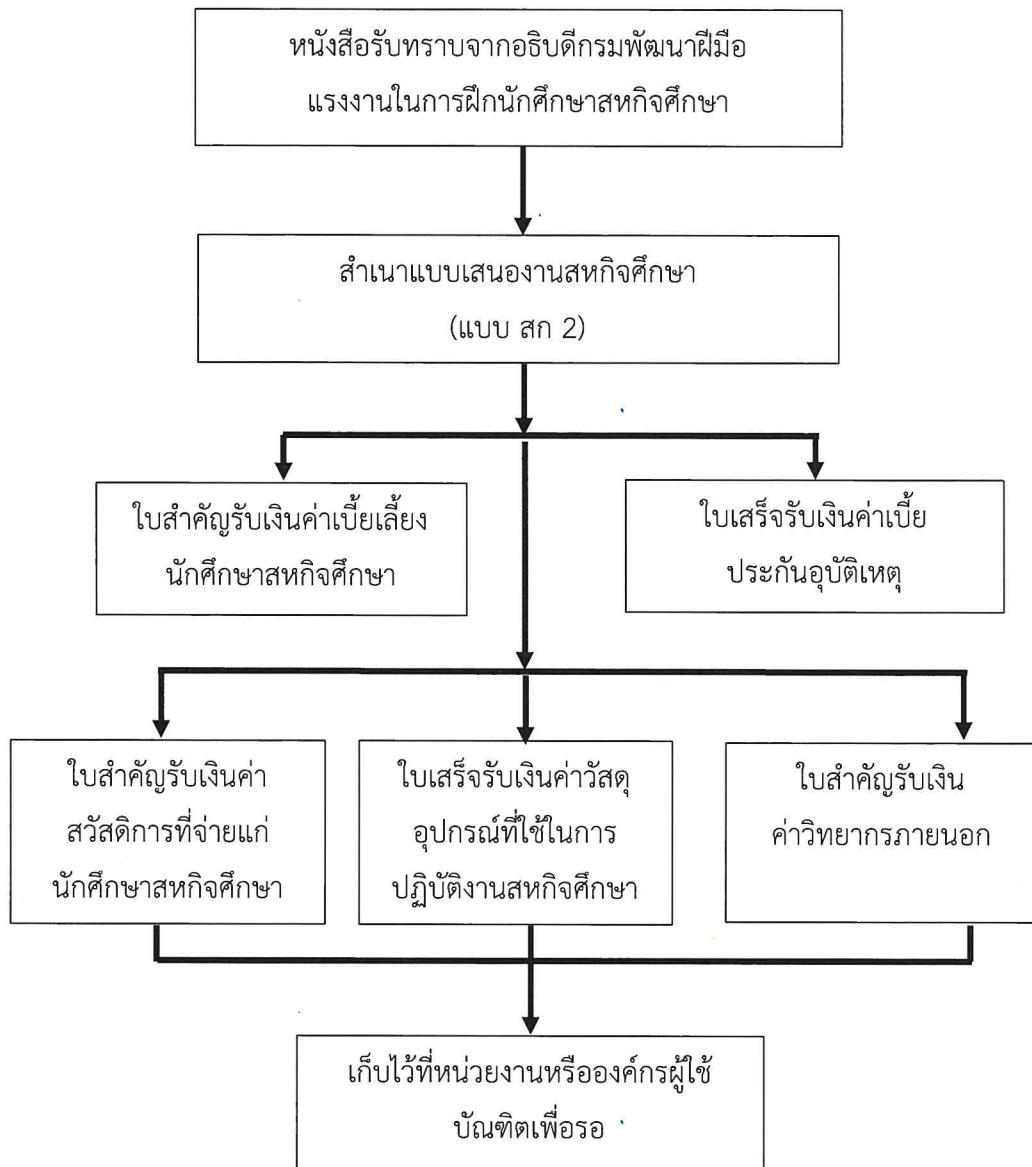 หนังสือรับทราบจากอธิบดีกรมพัฒนาฝีมือ
แรงงานในการฝึกนักศึกษาสหกิจศึกษา
สำเนาแบบเสนองานสหกิจศึกษา
(แบบ สก 2)
ใบสำคัญรับเงินค่าเบี้ยเลี้ยง
นักศึกษาสหกิจศึกษา
ใบเสร็จรับเงินค่าเบี้ย
ประกันอุบัติเหตุ
ใบสำคัญรับเงินค่า
สวัสดิการที่จ่ายแก่
นักศึกษาสหกิจศึกษา
ใบเสร็จรับเงินค่าวัสดุ
อุปกรณ์ที่ใช้ในการ
ปฏิบัติงานสหกิจศึกษา
ใบสำคัญรับเงิน
ค่าวิทยากรภายนอก
เก็บไว้ที่หน่วยงานหรือองค์กรผู้ใช้
บัณฑิตเพื่อรอ